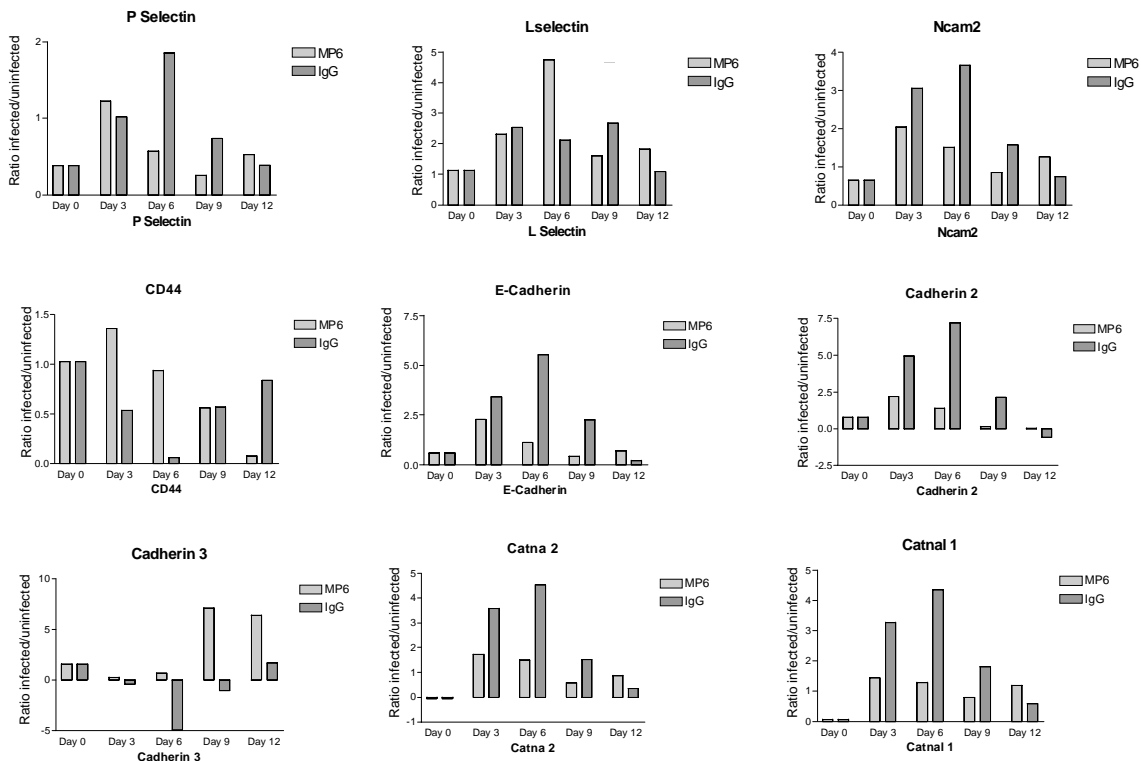 P Selectin
2
1
0
Ratio infected/uninfected
MP6
IgG
Day 0 Day 3 Day 6 Day 9 Day 12
P Selectin
Lselectin
5
4
3
2
1
0
Ratio infected/uninfected
MP6
IgG
Day 0 Day 3 Day 6 Day 9 Day 12
L Selectin
Ncam2
4
3
2
1
0
Ratio infected/uninfected
MP6
IgG
Day 0 Day 3 Day 6 Day 9 Day 12
Ncam2
CD44
1.5
1.0
0.5
0.0
Ratio infected/uninfected
MP6
IgG
Day 0 Day 3 Day 6 Day 9 Day 12
CD44
E-Cadherin
7.5
5.0
2.5
0.0
Ratio infected/uninfected
MP6
IgG
Day 0 Day 3 Day 6 Day 9 Day 12
E-Cadherin
Cadherin 2
7.5
5.0
2.5
0.0
-2.5
Ratio infected/uninfected
MP6
IgG
Day 0 Day3 Day 6 Day 9 Day 12
Cadherin 2
Cadherin 3
10
5
0
-5
Ratio infected/uninfected
MP6
IgG
Day 0 Day 3 Day 6 Day 9 Day 12
Cadherin 3
Catna 2
5
4
3
2
1
0
-1
Ratio infected/uninfected
MP6
IgG
Day 0 Day 3 Day 6 Day 9 Day 12
Catna 2
Catnal 1
5
4
3
2
1
0
Ratio infected/uninfected
MP6
IgG
Day 0 Day 3 Day 6 Day 9 Day 12
Catnal 1